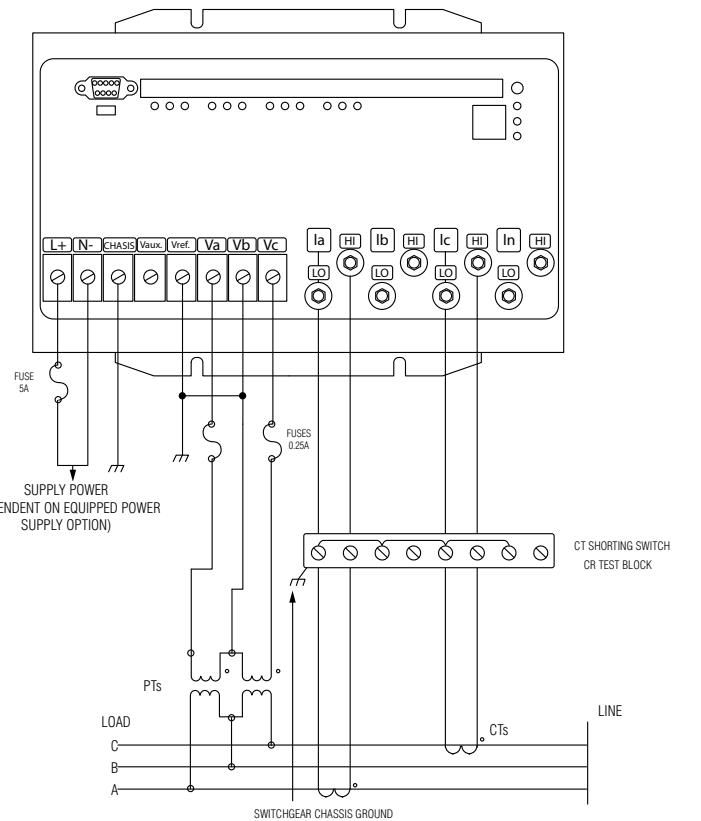 L+ N- CHASIS Vaux. Vref. Va Vb Vc
Ia HI Ib HI Ic HI In HI
LO LO LO LO
FUSE
5A
FUSES
0.25A
SUPPLY POWER
ENDENT ON EQUIPPED POWER
SUPPLY OPTION)
CT SHORTING SWITCH
CR TEST BLOCK
PTs
LOAD
LINE
CTs
C
B
A
SWITCHGEAR CHASSIS GROUND